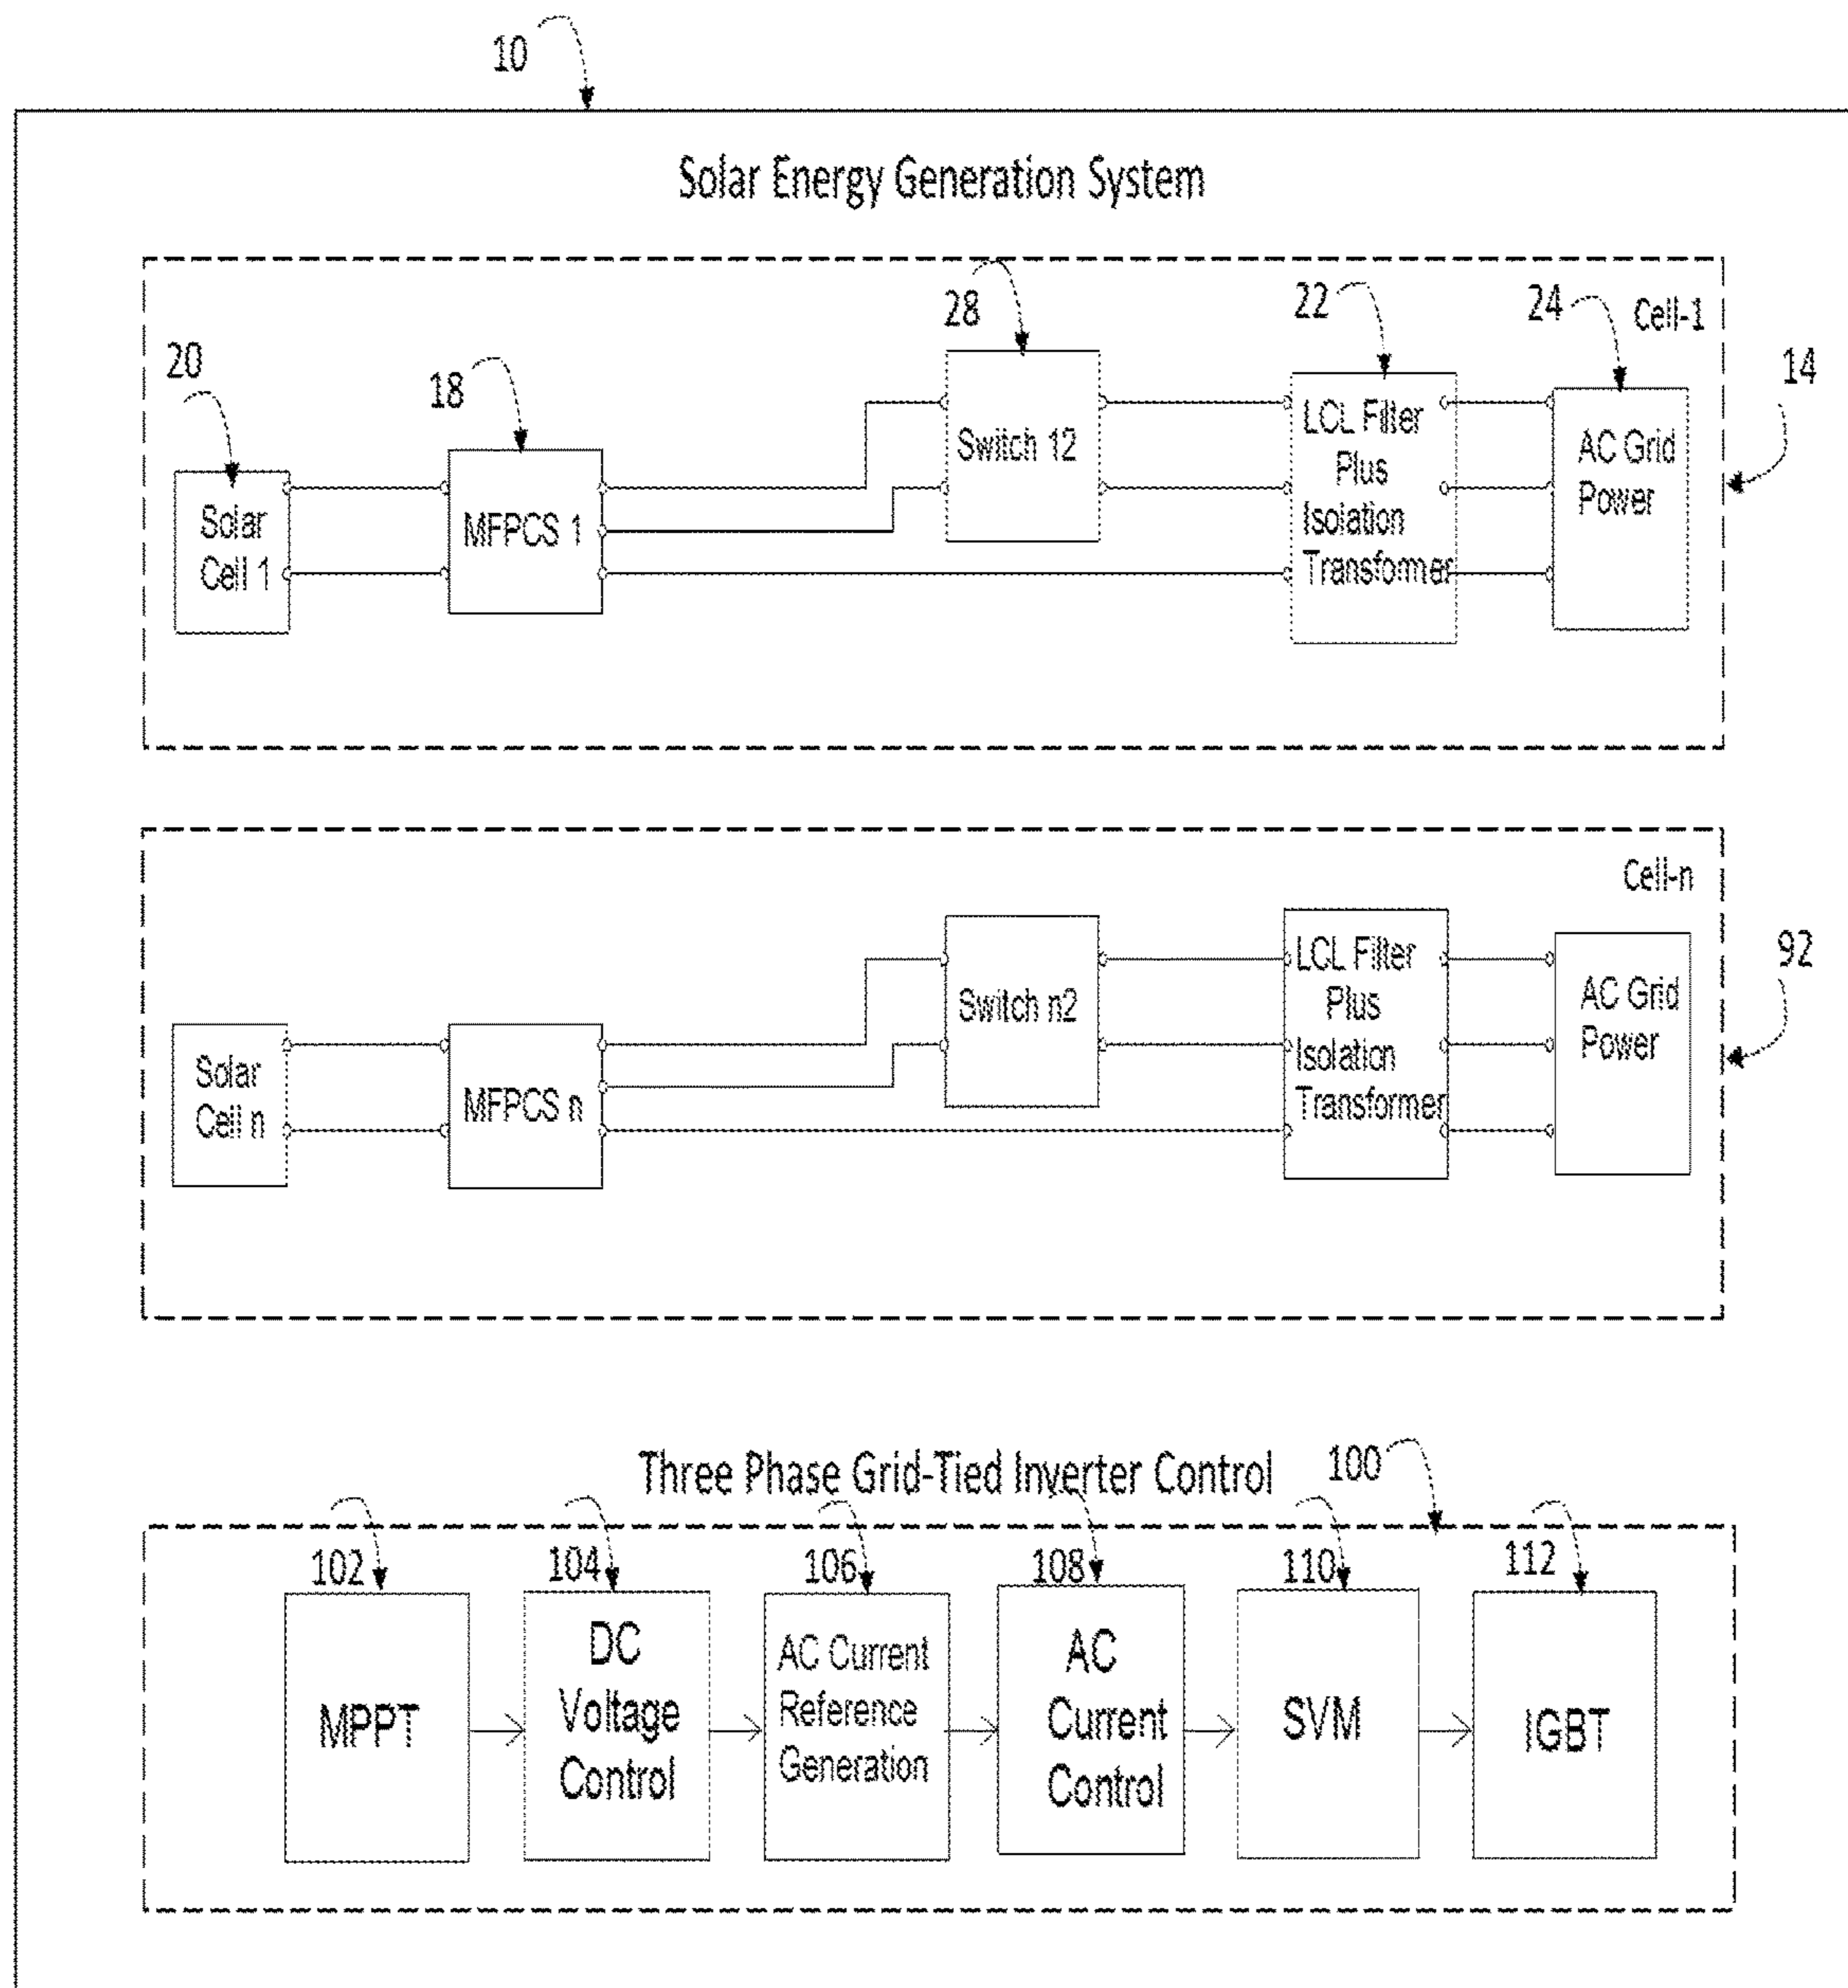 10
Solar Energy Generation System
Cell-1
28
22
24
20
18
14
Solar
Cell 1
MFPCS 1
Switch 12
LCL Filter
Plus
Isolation
Transformer
AC Grid
Power
Cell-n
92
Solar
Cell n
MFPCS n
Switch n2
LCL Filter
Plus
Isolation
Transformer
AC Grid
Power
Three Phase Grid-Tied Inverter Control
100
102
104
106
108
110
112
MPPT
DC
Voltage
Control
AC Current
Reference
Generation
AC
Current
Control
SVM
IGBT